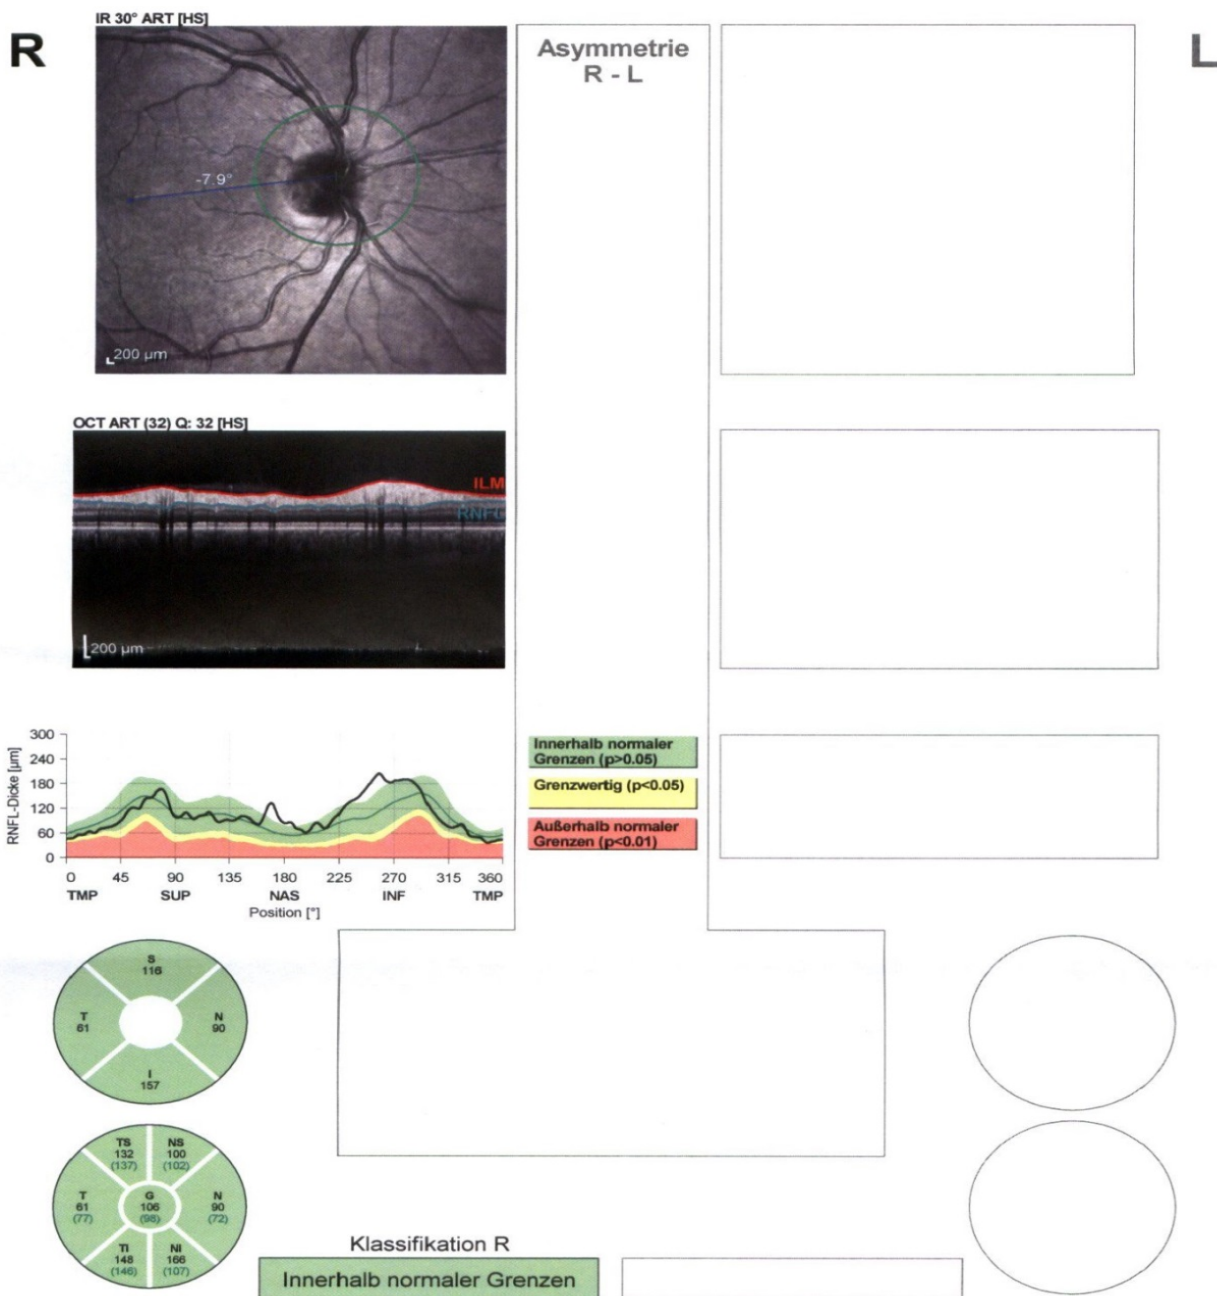 IR 30° ART [HS]
R
Asymmetrie
R - L
L
-7.9°
200 µm
OCT ART (32) Q: 32 [HS]
ILM
RNFL
200 µm
300
240
180
120
60
0
RNFL-Dicke [µm]
0 45 90 135 180 225 270 315 360
TMP SUP NAS INF TMP
Position [°]
Innerhalb normaler
Grenzen (p>0.05)
Grenzwertig (p<0.05)
Außerhalb normaler
Grenzen (p<0.01)
S
116
T
61
N
90
I
157
TS
132
(137)
NS
100
(102)
T
61
(77)
G
106
(98)
N
90
(72)
TI
148
(146)
NI
166
(107)
Klassifikation R
Innerhalb normaler Grenzen